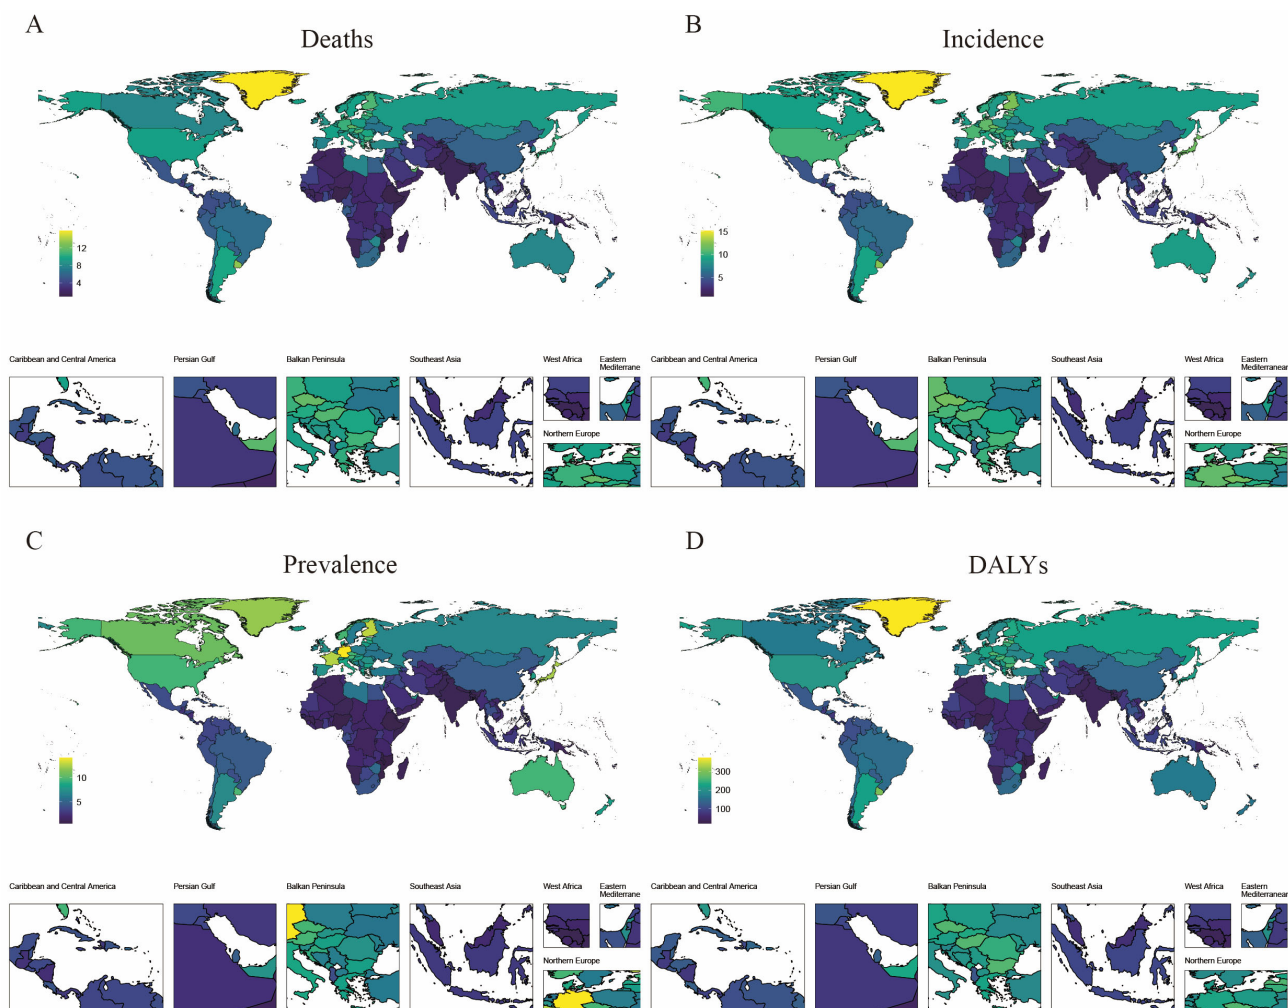 A
Deaths
12
8
4
Caribbean and Central America
Persian Gulf
Balkan Peninsula
Southeast Asia
West Africa
Eastern
Mediterrane
Northern Europe
B
Incidence
15
10
5
Caribbean and Central America
Persian Gulf
Balkan Peninsula
Southeast Asia
West Africa
Eastern
Mediterranean
Northern Europe
C
Prevalence
10
5
Caribbean and Central America
Persian Gulf
Balkan Peninsula
Southeast Asia
West Africa
Eastern
Mediterrane
Northern Europe
D
DALYs
300
200
100
Caribbean and Central America
Persian Gulf
Balkan Peninsula
Southeast Asia
West Africa
Eastern
Mediterranean
Northern Europe